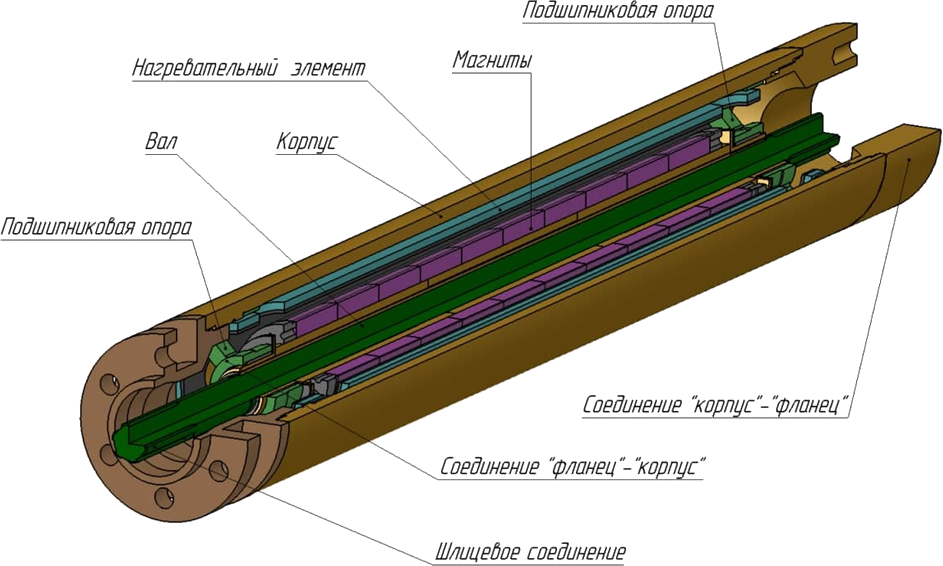 Подшипниковая опора
Магниты
Нагревательный элемент
Вал
Корпус
Подшипниковая опора
Соединение "корпус"-"фланец"
Соединение "фланец"-"корпус"
Шлицевое соединение